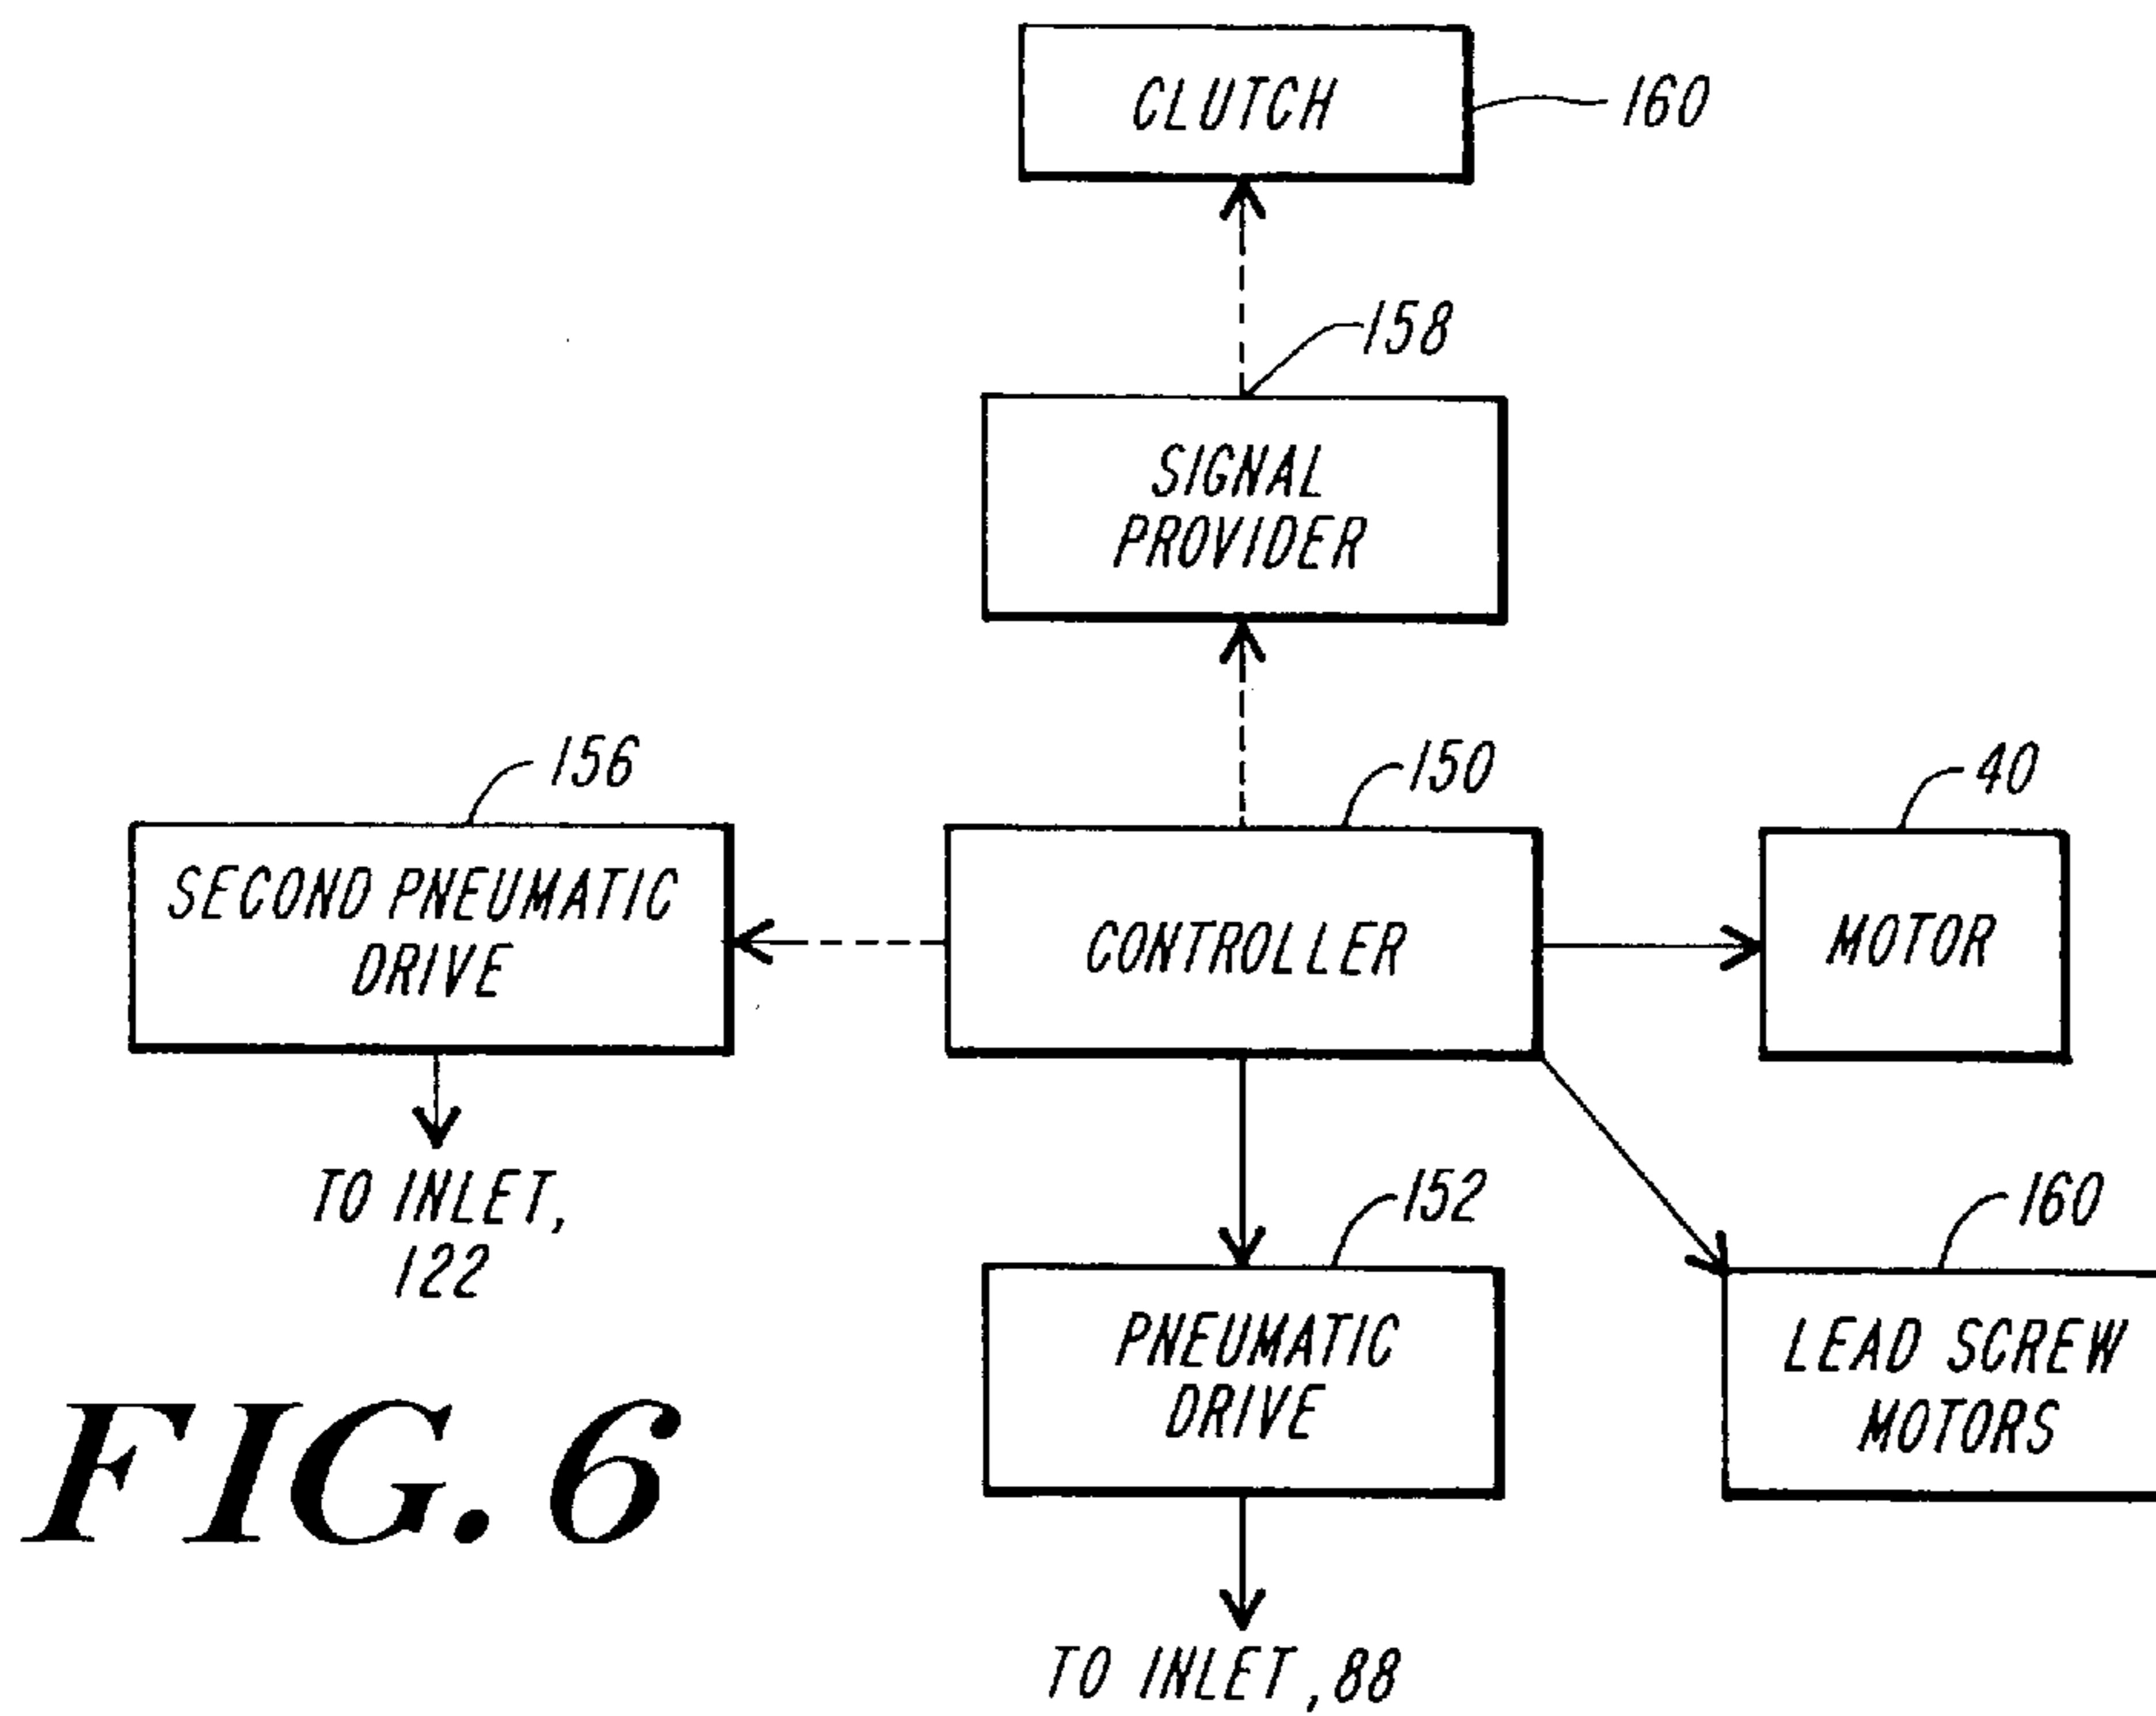 CLUTCH
160
158
SIGNAL
PROVIDER
156
150
40
SECOND PNEUMATIC
DRIVE
CONTROLLER
MOTOR
TO INLET,
122
152
160
PNEUMATIC
DRIVE
LEAD SCREW
MOTORS
FIG. 6
TO INLET, 88